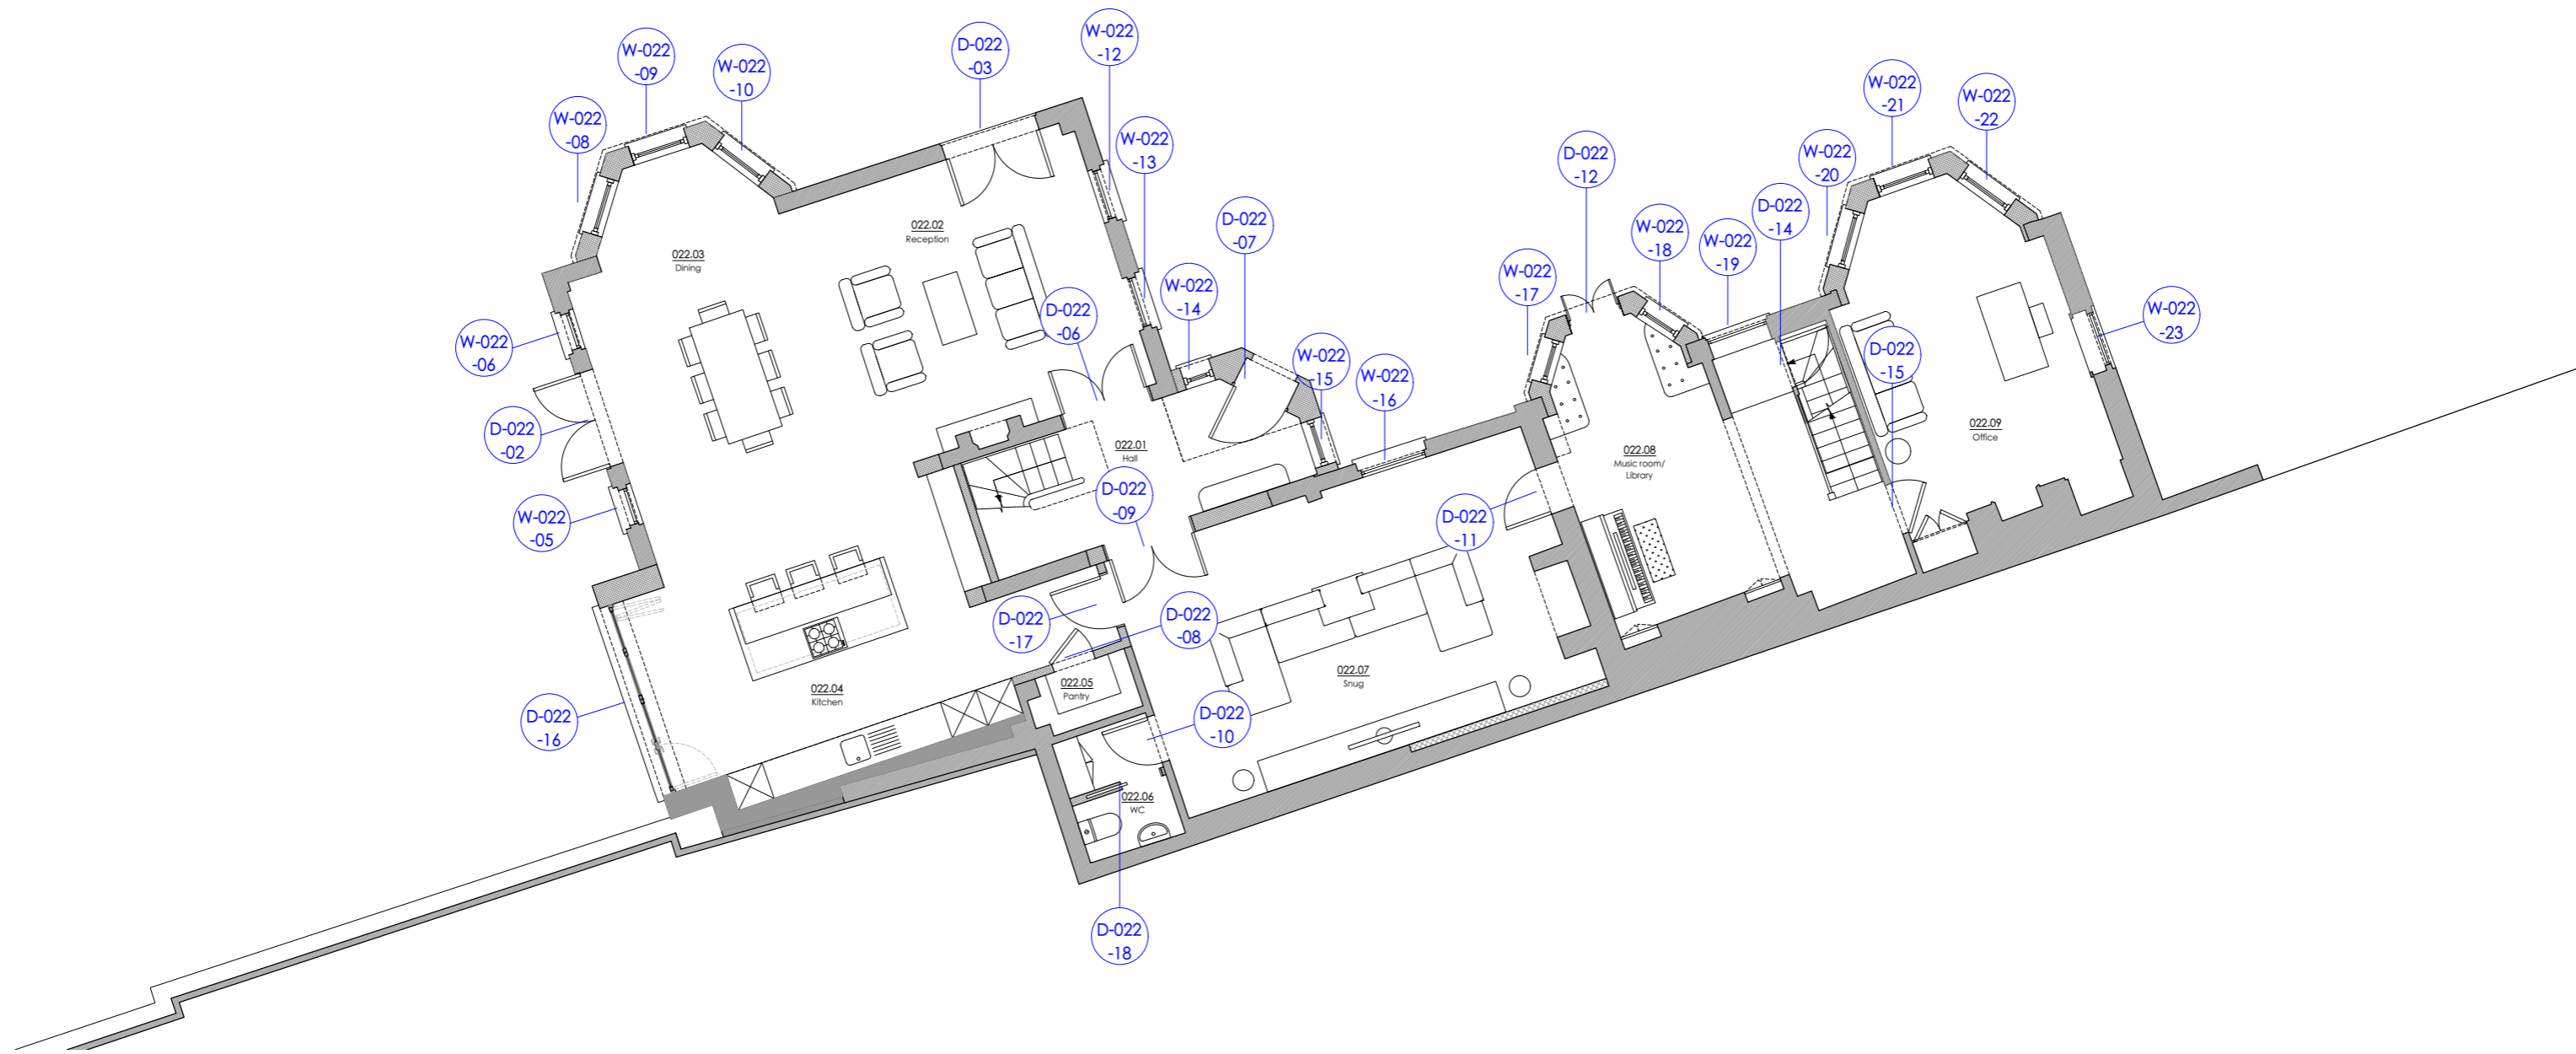 W-022
-12
D-022
-03
W-022
-09
W-022
-10
W-022
-08
W-022
-13
W-022
-21
W-022
-22
D-022
-12
W-022
-20
D-022
-14
D-022
-07
W-022
-18
W-022
-19
022.02
Reception
022.03
Dining
W-022
-17
W-022
-14
D-022
-06
W-022
-23
W-022
-06
W-022
-15
D-022
-15
W-022
-16
D-022
-02
022.01
Hall
022.08
Music room/
Library
022.09
Office
D-022
-09
W-022
-05
D-022
-11
D-022
-17
D-022
-08
022.07
Snug
022.04
Kitchen
022.05
Pantry
D-022
-16
D-022
-10
022.06
WC
D-022
-18